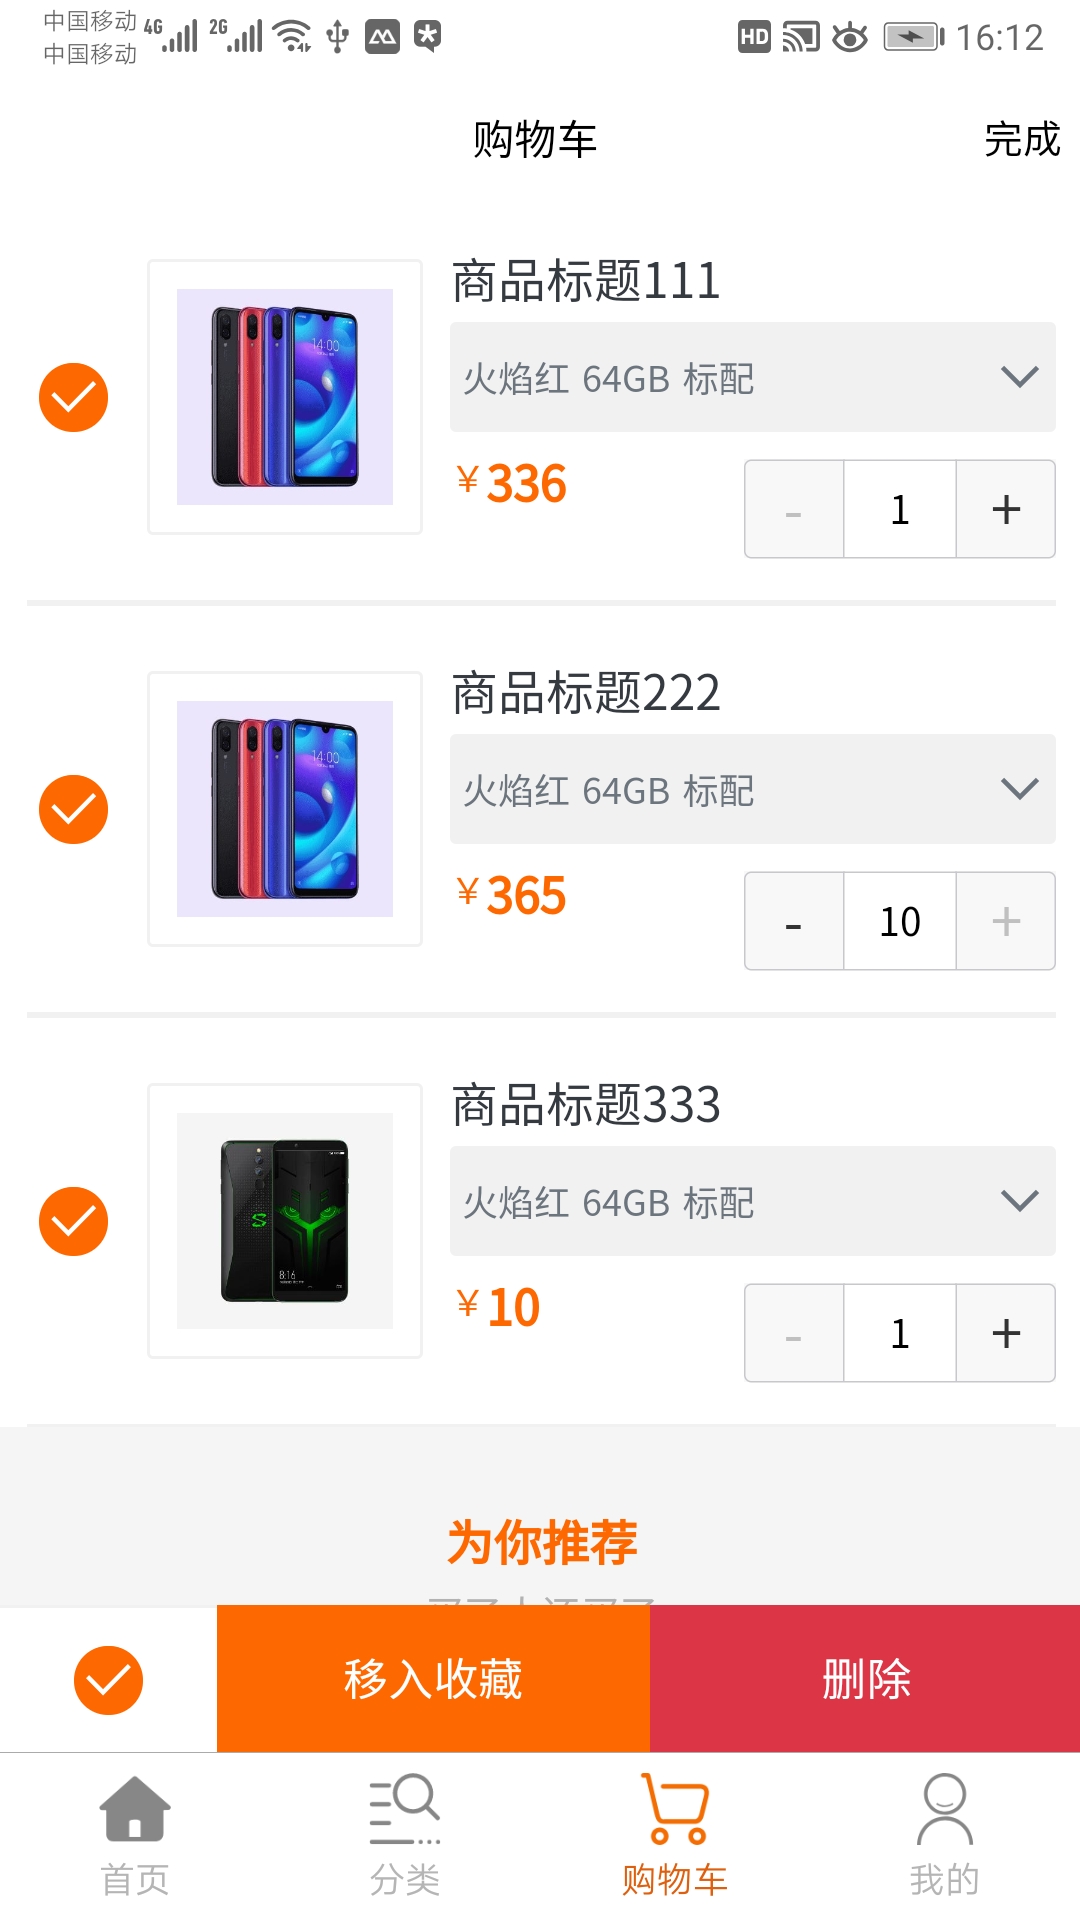 中国移动 4G 2G HD 16:12
中国移动
购物车 完成
商品标题111
火焰红 64GB 标配
¥336
- 1 +
商品标题222
火焰红 64GB 标配
¥365
- 10 +
商品标题333
火焰红 64GB 标配
¥10
- 1 +
为你推荐
移入收藏 删除
首页 分类 购物车 我的